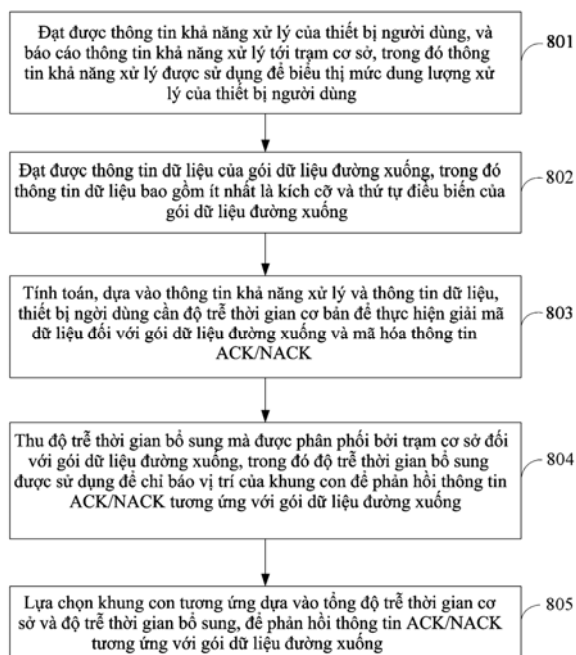 Đạt được thông tin khả năng xử lý của thiết bị người dùng, và
báo cáo thông tin khả năng xử lý tới trạm cơ sở, trong đó thông
tin khả năng xử lý được sử dụng để biểu thị mức dung lượng xử
lý của thiết bị người dùng
801
Đạt được thông tin dữ liệu của gói dữ liệu đường xuống, trong đó
thông tin dữ liệu bao gồm ít nhất là kích cỡ và thứ tự điều biến của
gói dữ liệu đường xuống
802
Tính toán, dựa vào thông tin khả năng xử lý và thông tin dữ liệu,
thiết bị ngời dùng cần độ trễ thời gian cơ bản để thực hiện giải mã
dữ liệu đối với gói dữ liệu đường xuống và mã hóa thông tin
ACK/NACK
803
Thu độ trễ thời gian bổ sung mà được phân phối bởi trạm cơ sở đối
với gói dữ liệu đường xuống, trong đó độ trễ thời gian bổ sung
được sử dụng để chỉ báo vị trí của khung con để phản hồi thông tin
ACK/NACK tương ứng với gói dữ liệu đường xuống
804
Lựa chọn khung con tương ứng dựa vào tổng độ trễ thời gian cơ
sở và độ trễ thời gian bổ sung, để phản hồi thông tin ACK/NACK
tương ứng với gói dữ liệu đường xuống
805